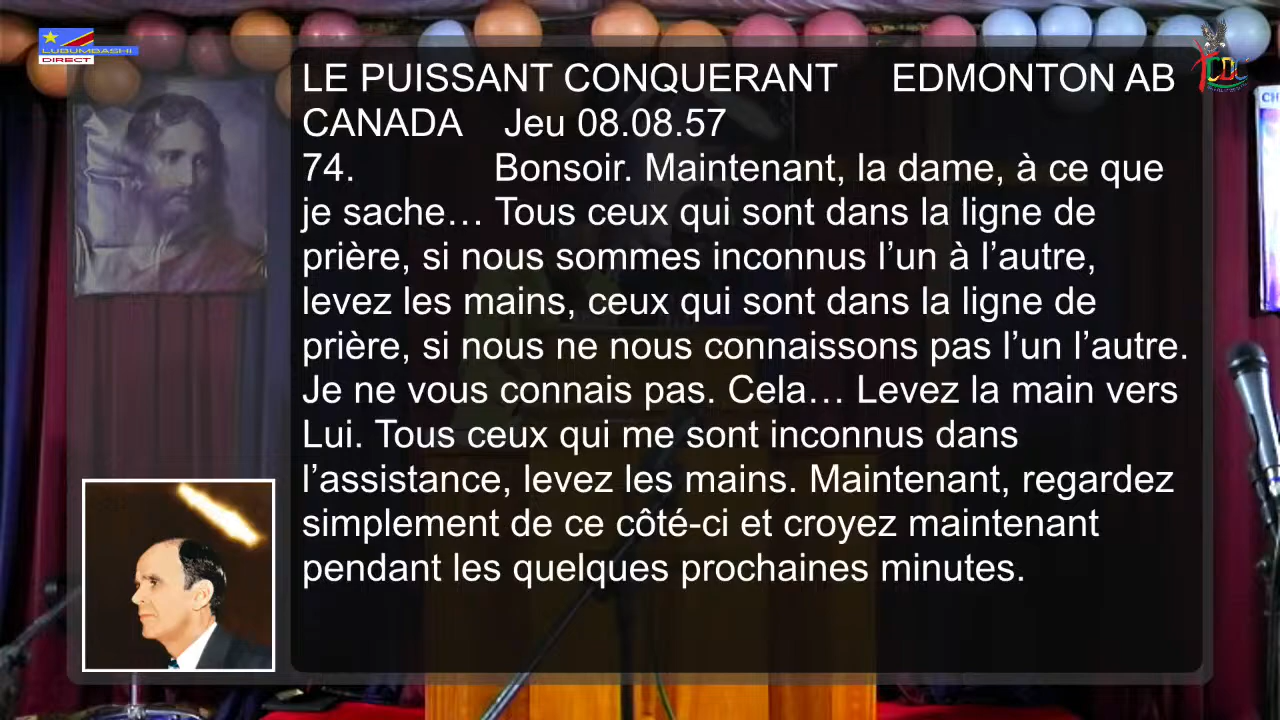 LUBUMBASHI
DIRECT
LE PUISSANT CONQUERANT EDMONTON AB
CANADA Jeu 08.08.57
74. Bonsoir. Maintenant, la dame, à ce que
je sache… Tous ceux qui sont dans la ligne de
prière, si nous sommes inconnus l’un à l’autre,
levez les mains, ceux qui sont dans la ligne de
prière, si nous ne nous connaissons pas l’un l’autre.
Je ne vous connais pas. Cela… Levez la main vers
Lui. Tous ceux qui me sont inconnus dans
l’assistance, levez les mains. Maintenant, regardez
simplement de ce côté-ci et croyez maintenant
pendant les quelques prochaines minutes.
CH